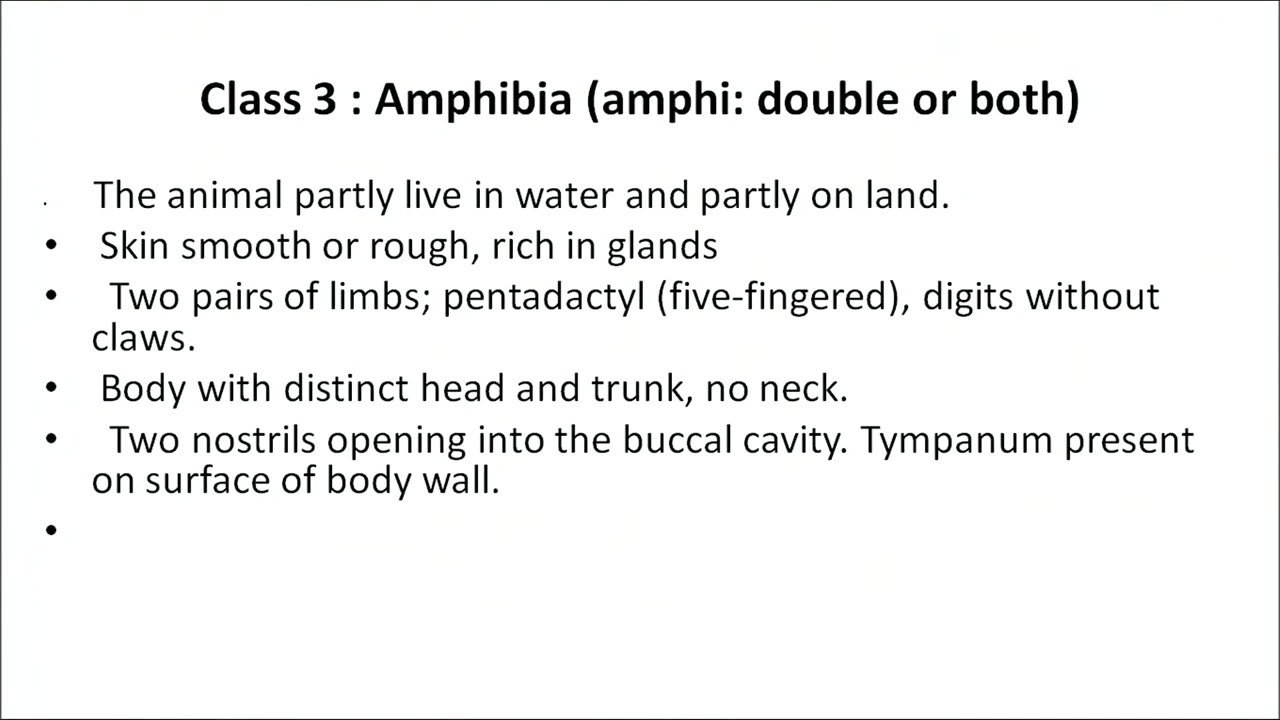 Class 3 : Amphibia (amphi: double or both)
. The animal partly live in water and partly on land.
• Skin smooth or rough, rich in glands
• Two pairs of limbs; pentadactyl (five-fingered), digits without
claws.
• Body with distinct head and trunk, no neck.
• Two nostrils opening into the buccal cavity. Tympanum present
on surface of body wall.
•